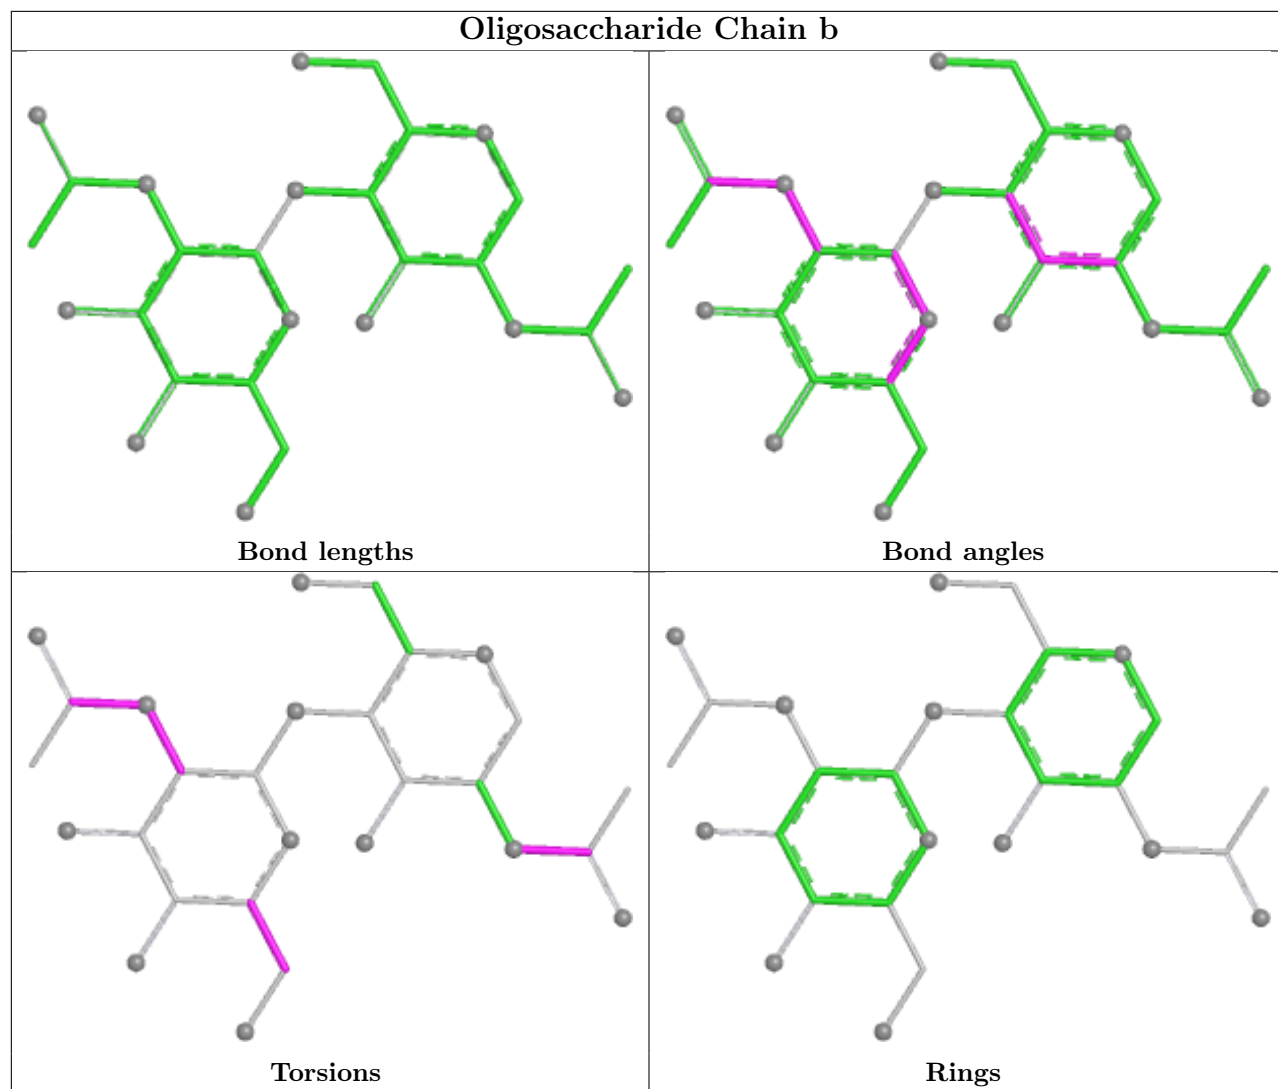 Oligosaccharide Chain b
Bond lengths
Bond angles
Torsions
Rings